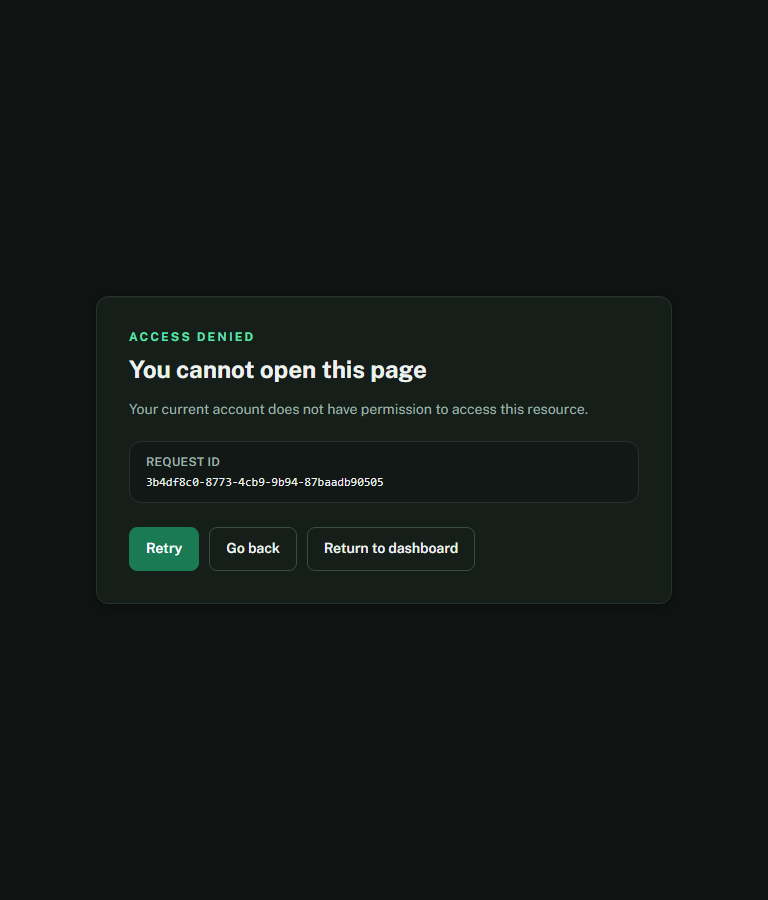 ACCESS DENIED
You cannot open this page
Your current account does not have permission to access this resource.
REQUEST ID
3b4df8c0-8773-4cb9-9b94-87baadb90505
Retry
Go back
Return to dashboard